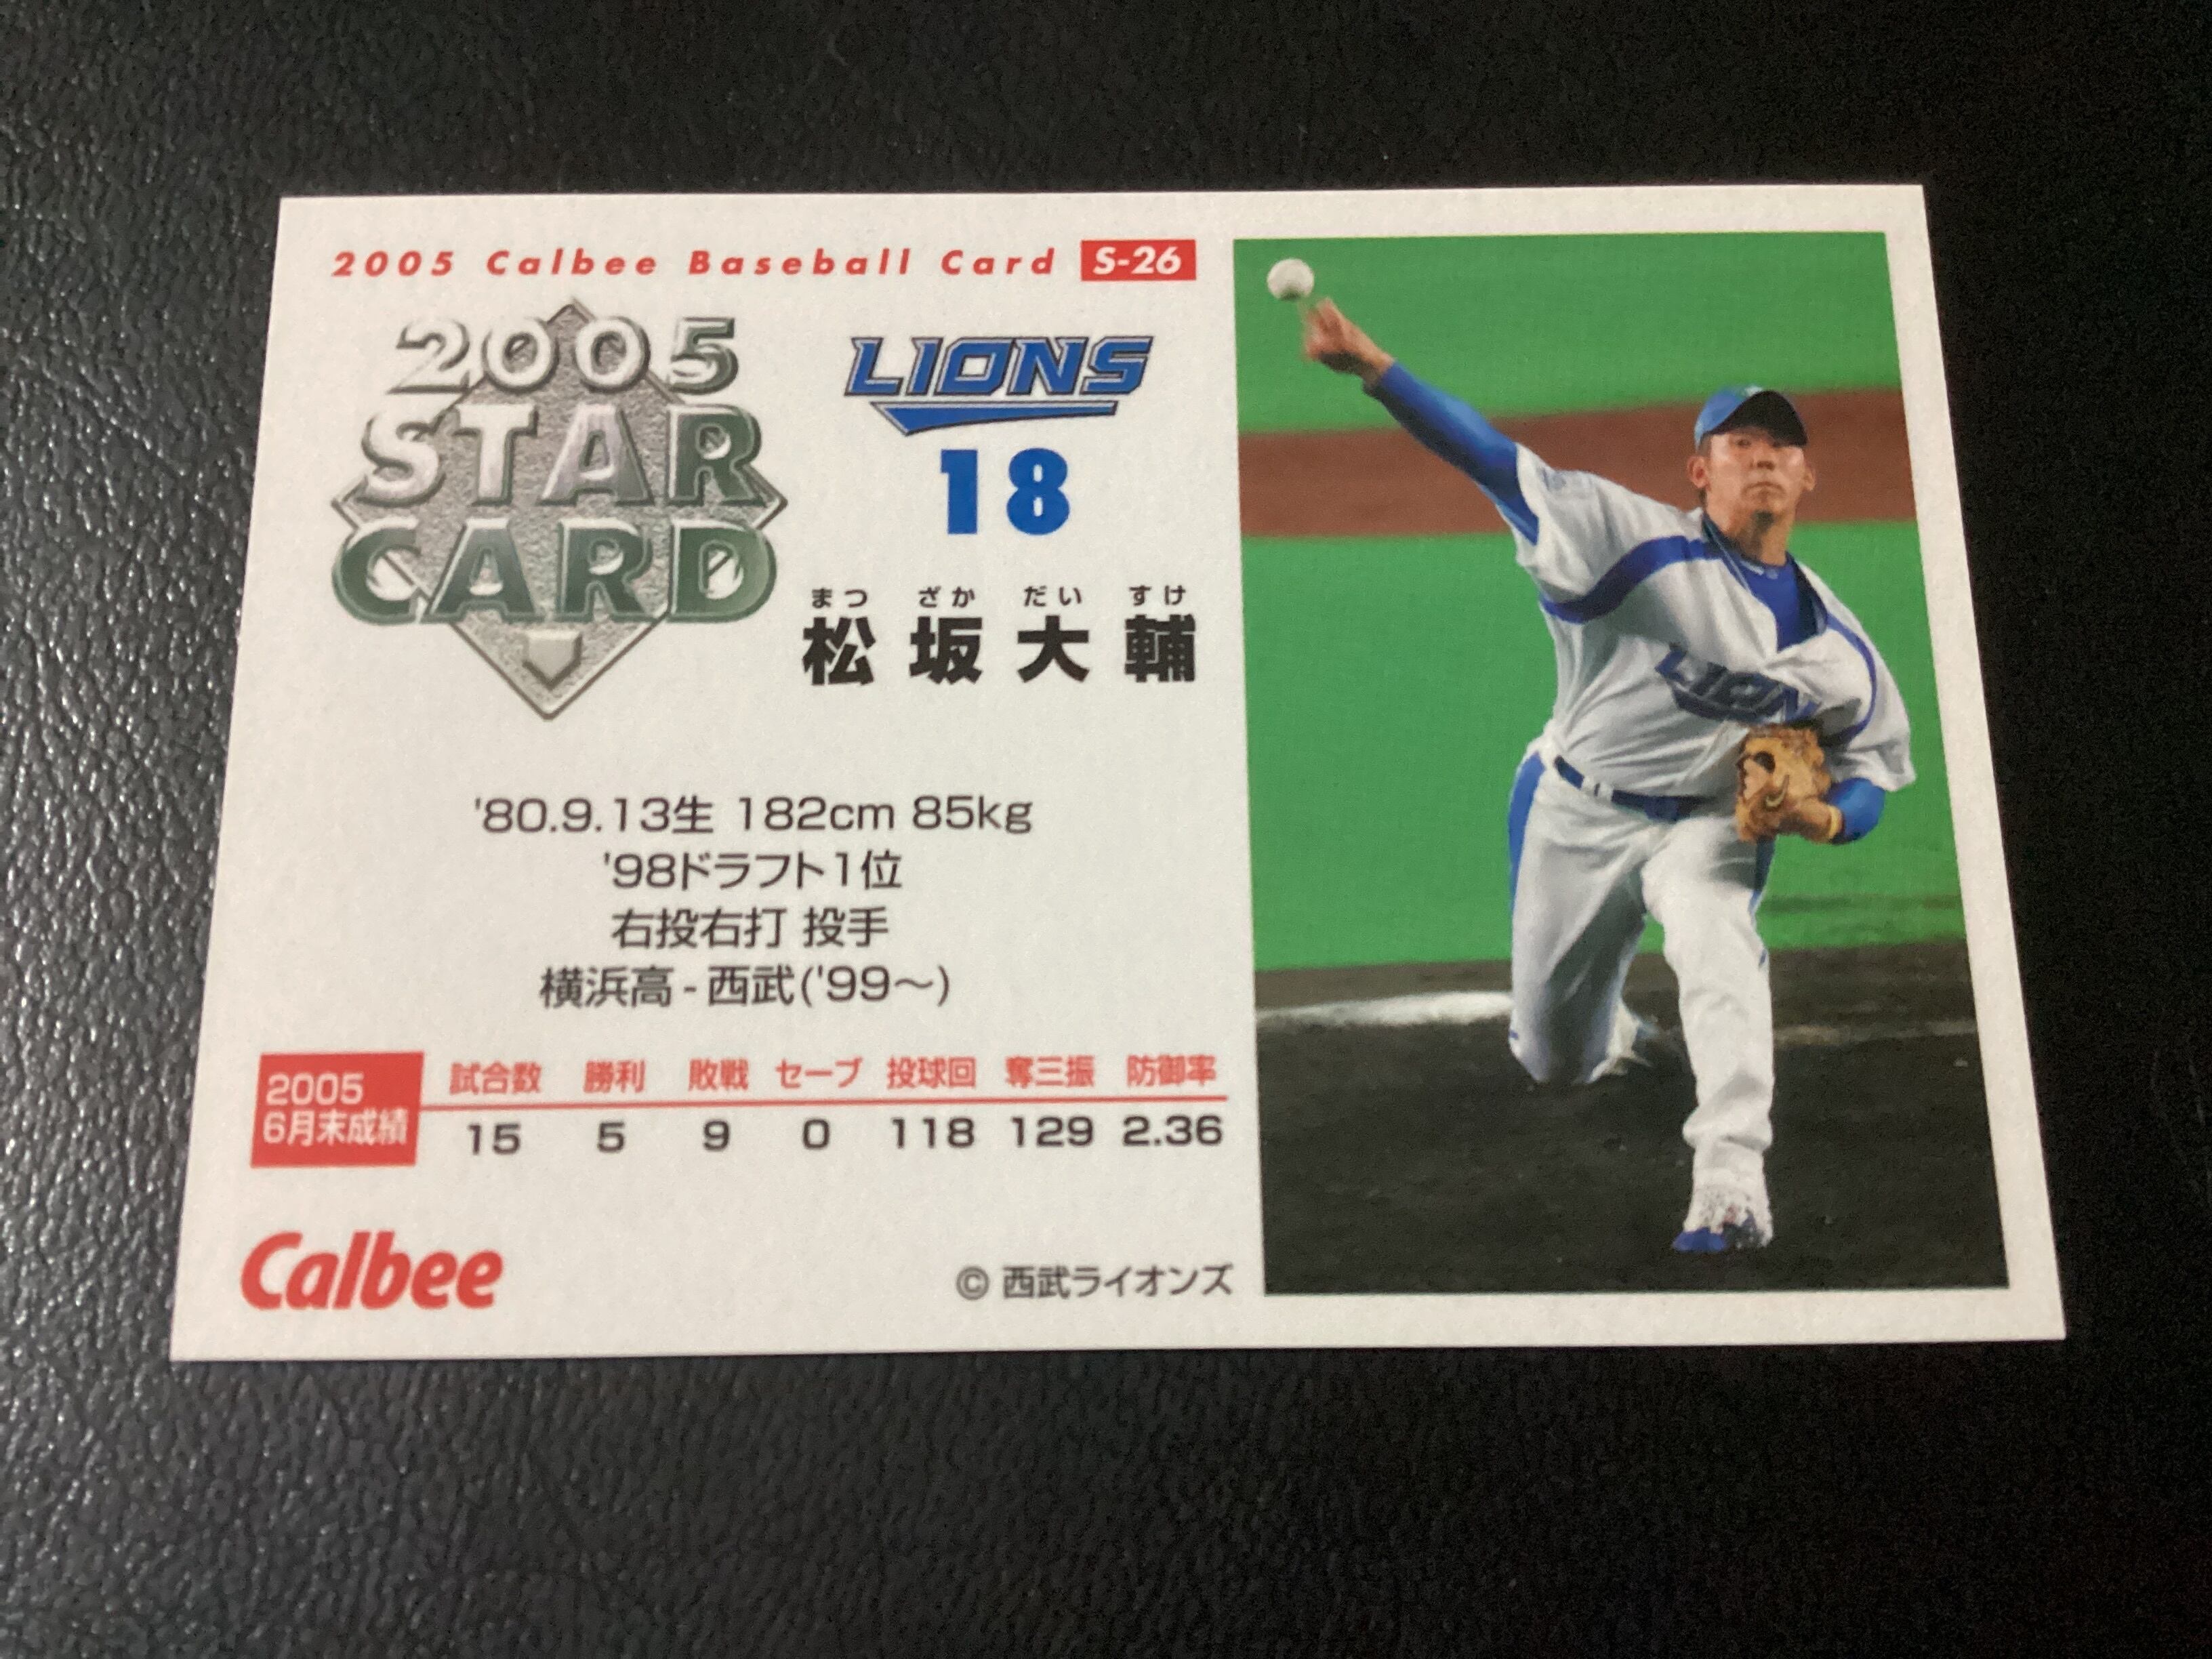 2005 Calbee Baseball Card S-26
2005
STAR
CARD
LIONS
18
まつ ざか だい すけ
松坂大輔
'80.9.13生 182cm 85kg
'98ドラフト1位
右投右打 投手
横浜高-西武('99〜)
2005
6月末成績
試合数 勝利 敗戦 セーブ 投球回 奪三振 防御率
15 5 9 0 118 129 2.36
Calbee
© 西武ライオンズ
LION